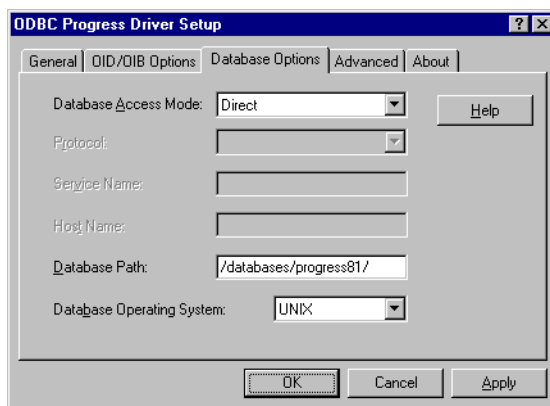 ODBC Progress Driver Setup
General OID/OIB Options Database Options Advanced About
Database Access Mode: Direct Help
Protocol:
Service Name:
Host Name:
Database Path: /databases/progress81/
Database Operating System: UNIX
OK Cancel Apply